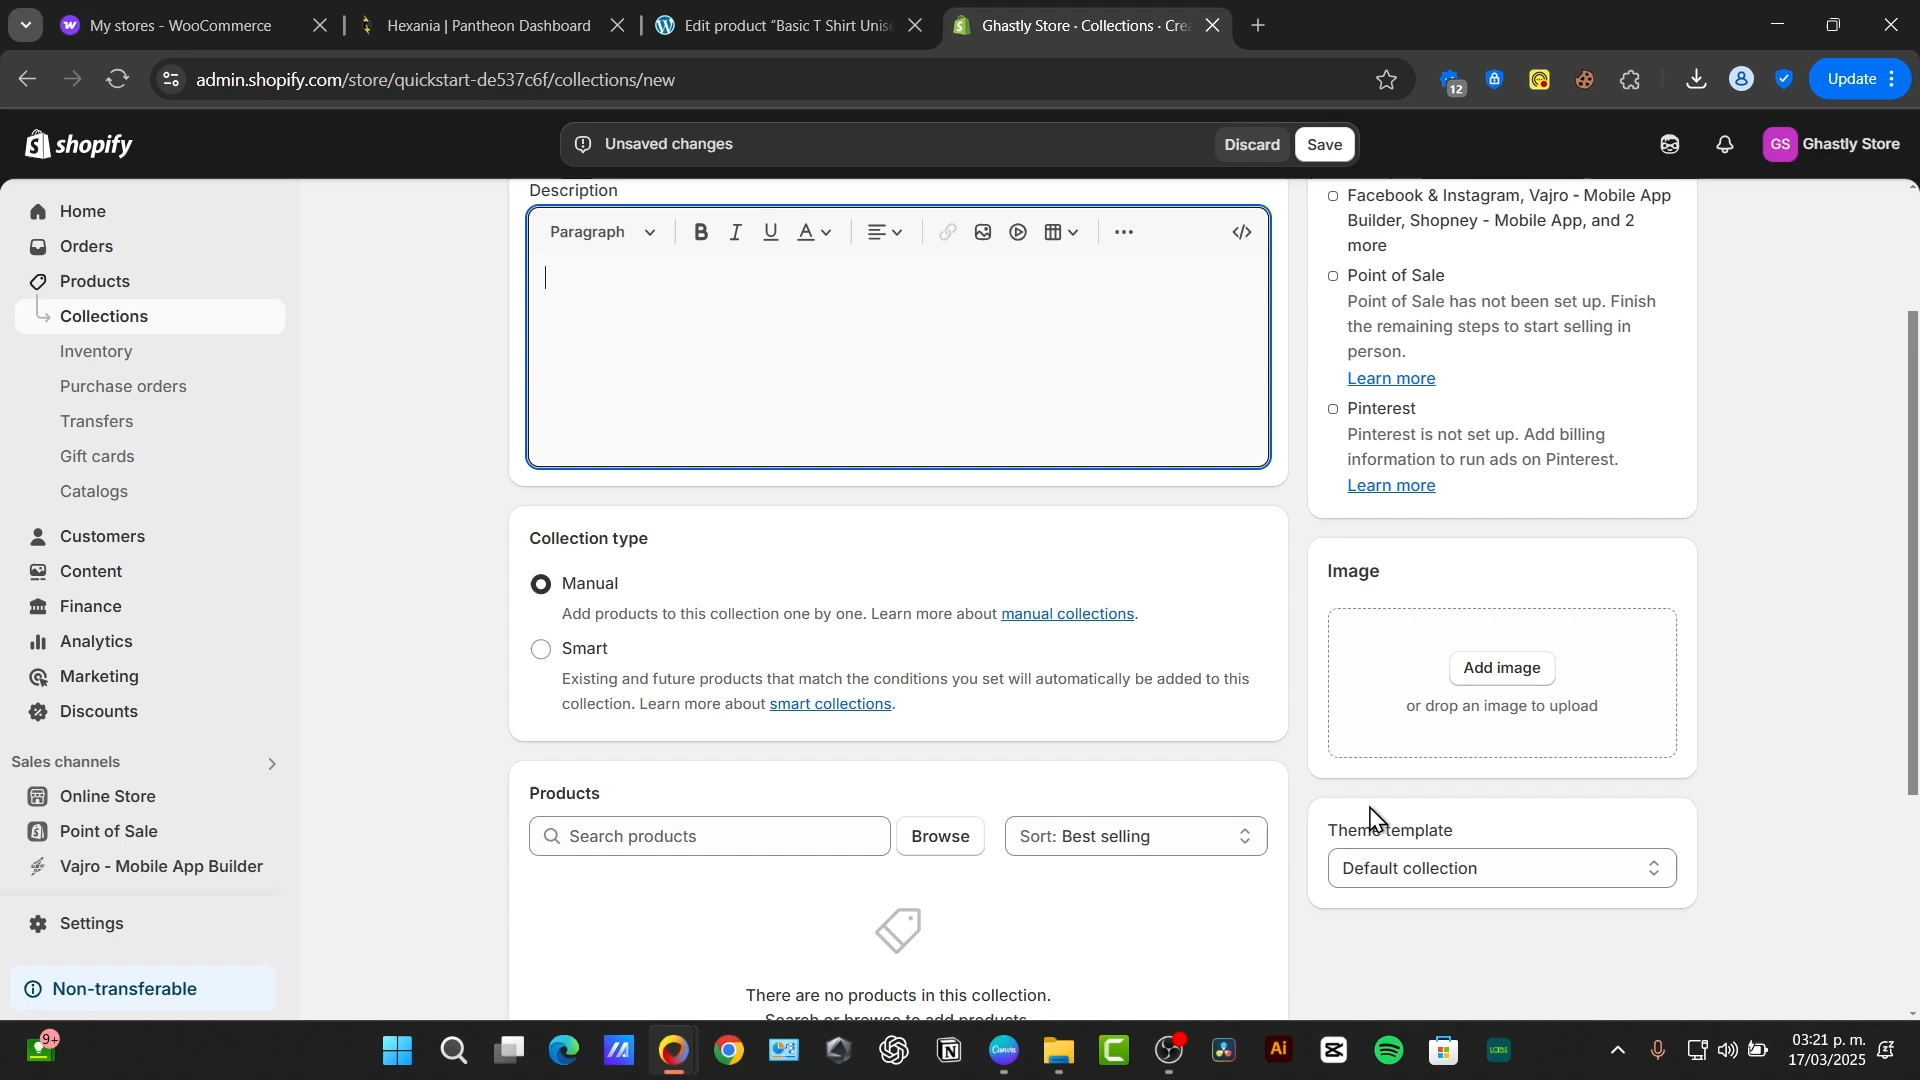 My stores - WooCommerce
Hexania | Pantheon Dashboard
Edit product “Basic T Shirt Unise
Ghastly Store · Collections · Crea
admin.shopify.com/store/quickstart-de537c6f/collections/new
12
Update
shopify
Unsaved changes
Discard
Save
GS
Ghastly Store
Home
Orders
Products
Collections
Inventory
Purchase orders
Transfers
Gift cards
Catalogs
Customers
Content
Finance
Analytics
Marketing
Discounts
Sales channels
Online Store
Point of Sale
Vajro - Mobile App Builder
Settings
Non-transferable
Description
Paragraph
B I U A
Collection type
Manual
Add products to this collection one by one. Learn more about manual collections.
Smart
Existing and future products that match the conditions you set will automatically be added to this
collection. Learn more about smart collections.
Products
Search products
Browse
Sort: Best selling
There are no products in this collection.
Search or browse to add products.
Facebook & Instagram, Vajro - Mobile App
Builder, Shopney - Mobile App, and 2
more
Point of Sale
Point of Sale has not been set up. Finish
the remaining steps to start selling in
person.
Learn more
Pinterest
Pinterest is not set up. Add billing
information to run ads on Pinterest.
Learn more
Image
Add image
or drop an image to upload
Theme template
Default collection
9+
Canva
Ai
03:21 p. m.
17/03/2025